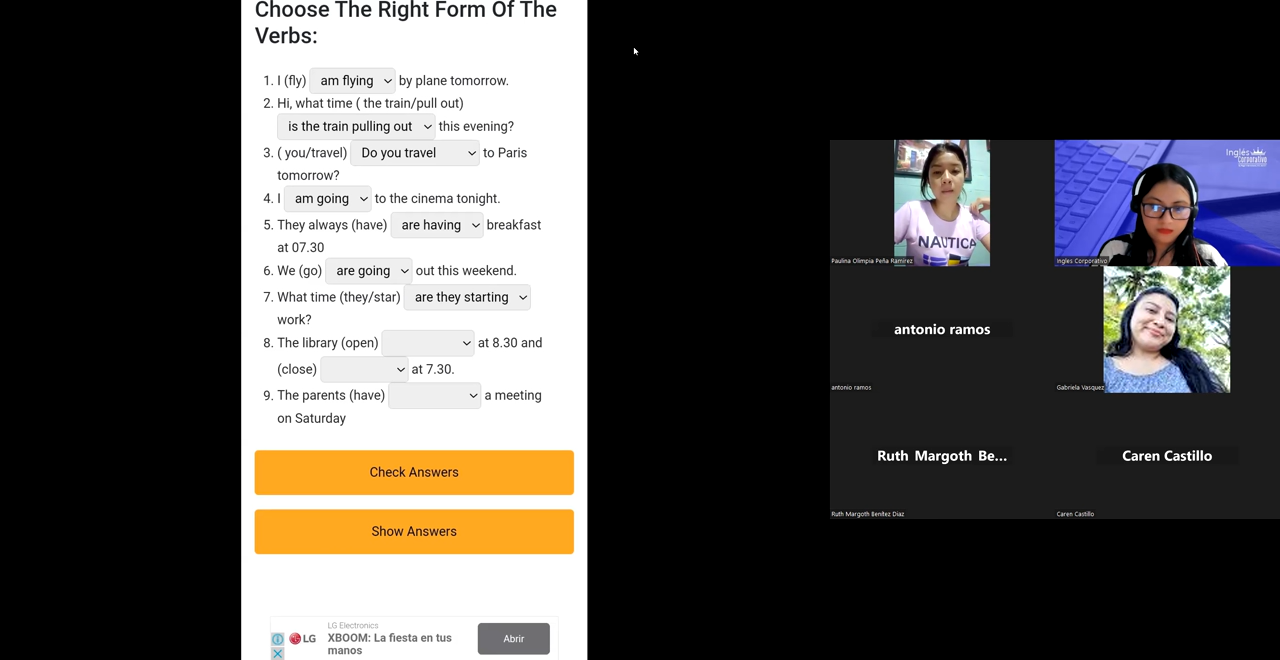 Choose The Right Form Of The
Verbs:
1. I (fly) am flying by plane tomorrow.
2. Hi, what time ( the train/pull out)
is the train pulling out this evening?
3. ( you/travel) Do you travel to Paris
tomorrow?
4. I am going to the cinema tonight.
5. They always (have) are having breakfast
at 07.30
6. We (go) are going out this weekend.
7. What time (they/star) are they starting
work?
8. The library (open) at 8.30 and
(close) at 7.30.
9. The parents (have) a meeting
on Saturday
Check Answers
Show Answers
LG Electronics
LG
XBOOM: La fiesta en tus
manos
Abrir
NAUTICA
Paulina Olimpia Peña Ramirez
Inglés
Corporativo
Ingles Corporativo
antonio ramos
antonio ramos
Gabriela Vasquez
Ruth Margoth Be...
Ruth Margoth Benítez Diaz
Caren Castillo
Caren Castillo